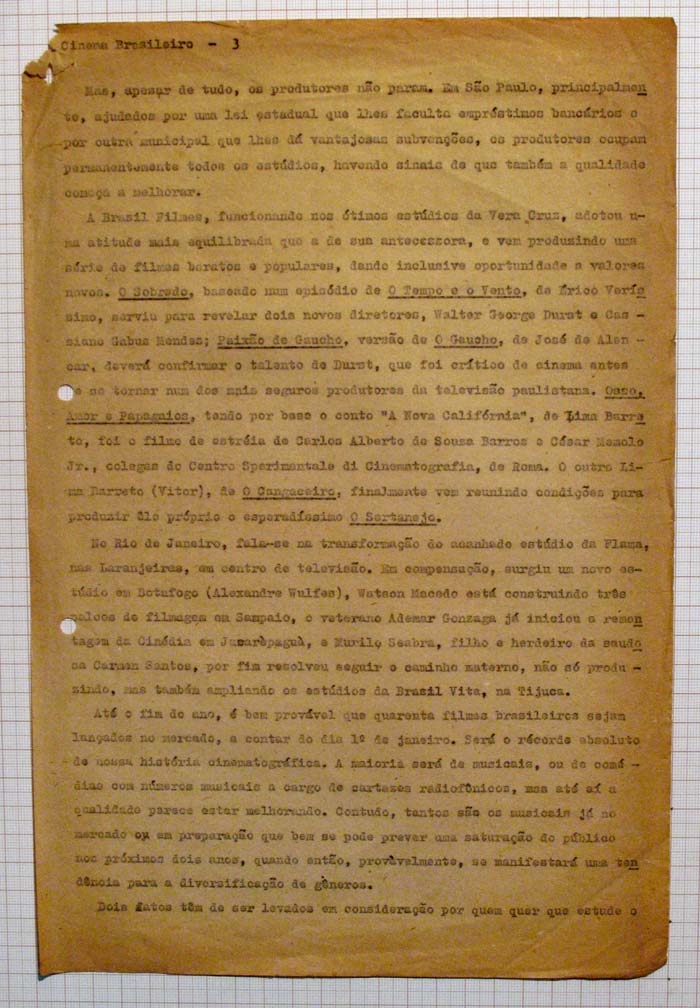 Cinema Brasileiro - 3
Mas, apesar de tudo, os produtores não param. Em São Paulo, principalmen
te, ajudados por uma lei estadual que lhes faculta empréstimos bancários e
por outra municipal que lhes dá vantajosas subvenções, os produtores ocupam
permanentemente todos os estúdios, havendo sinais de que também a qualidade
começa a melhorar.
A Brasil Filmes, funcionando nos ótimos estúdios da Vera Cruz, adotou u-
ma atitude mais equilibrada que a de sua antecessora, e vem produzindo uma
série de filmes baratos e populares, dando inclusive oportunidade a valores
novos. O Sobrado, baseado num episódio de O Tempo e o Vento, de Érico Verís
simo, serviu para revelar dois novos diretores, Walter George Durst e Cas-
siano Gabus Mendes; Paixão de Gaucho, versão de O Gaucho, de José de Alen-
car, deverá confirmar o talento de Durst, que foi crítico de cinema antes
e se tornar num dos mais seguros produtores da televisão paulistana. Osso,
Amor e Papagaios, tendo por base o conto "A Nova Califórnia", de Lima Barre
to, foi o filme de estréia de Carlos Alberto de Souza Barros e César Memolo
Jr., colegas do Centro Sperimentale di Cinematografia, de Roma. O outro Li-
ma Barreto (Vitor), de O Cangaceiro, finalmente vem reunindo condições para
produzir êle próprio o esperadíssimo O Sertanejo.
No Rio de Janeiro, fala-se na transformação do acanhado estúdio da Flama,
nas Laranjeiras, em centro de televisão. Em compensação, surgiu um novo es-
túdio em Botafogo (Alexandre Wulfes), Watson Macedo está construindo três
palcos de filmagem em Sampaio, o veterano Ademar Gonzaga já iniciou a remon
tagem da Cinédia em Jacarèpaguà, e Murilo Seabra, filho e herdeiro da saudo
sa Carmen Santos, por fim resolveu seguir o caminho materno, não só produ-
zindo, mas também ampliando os estúdios da Brasil Vita, na Tijuca.
Até o fim do ano, é bem provável que quarenta filmes brasileiros sejam
lançados no mercado, a contar do dia 1º de janeiro. Será o récorde absoluto
de nossa história cinematográfica. A maioria será de musicais, ou de comé-
dias com números musicais a cargo de cartazes radiofônicos, mas até aí a
qualidade parece estar melhorando. Contudo, tantos são os musicais já no
mercado ou em preparação que bem se pode prever uma saturação do público
nos próximos dois anos, quando então, provàvelmente, se manifestará uma ten
dência para a diversificação de gêneros.
Dois fatos têm de ser levados em consideração por quem quer que estude o